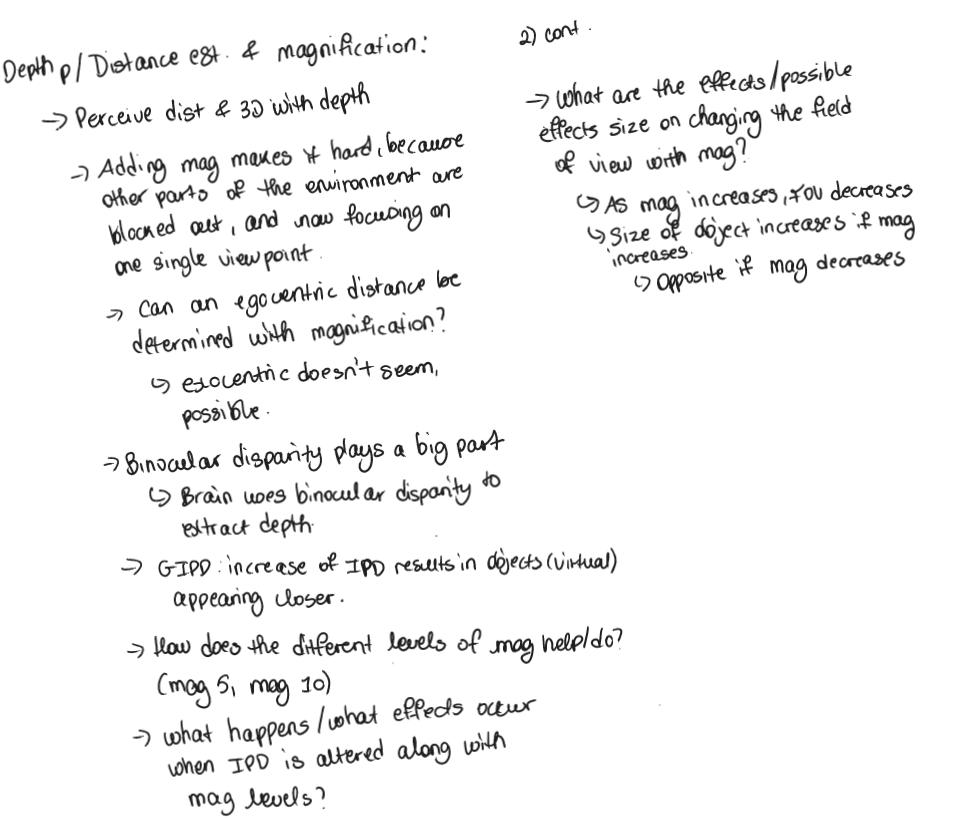 Depth p/Distance est. & magnification:
→ Perceive dist & 3D with depth
→ Adding mag makes it hard, because
other parts of the environment are
blocked out, and now focusing on
one single viewpoint.
→ Can an egocentric distance be
determined with magnification?
↳ exocentric doesn't seem,
possible.
→ Binocular disparity plays a big part
↳ Brain uses binocular disparity to
extract depth.
→ GIPD: increase of IPD results in objects (virtual)
appearing closer.
→ How does the different levels of mag help/do?
(mag 5, mag 10)
→ what happens/what effects occur
when IPD is altered along with
mag levels?
2) cont.
→ What are the effects/possible
effects size on changing the field
of view with mag?
↳ As mag increases, FOV decreases
↳ Size of object increases if mag
increases.
↳ Opposite if mag decreases